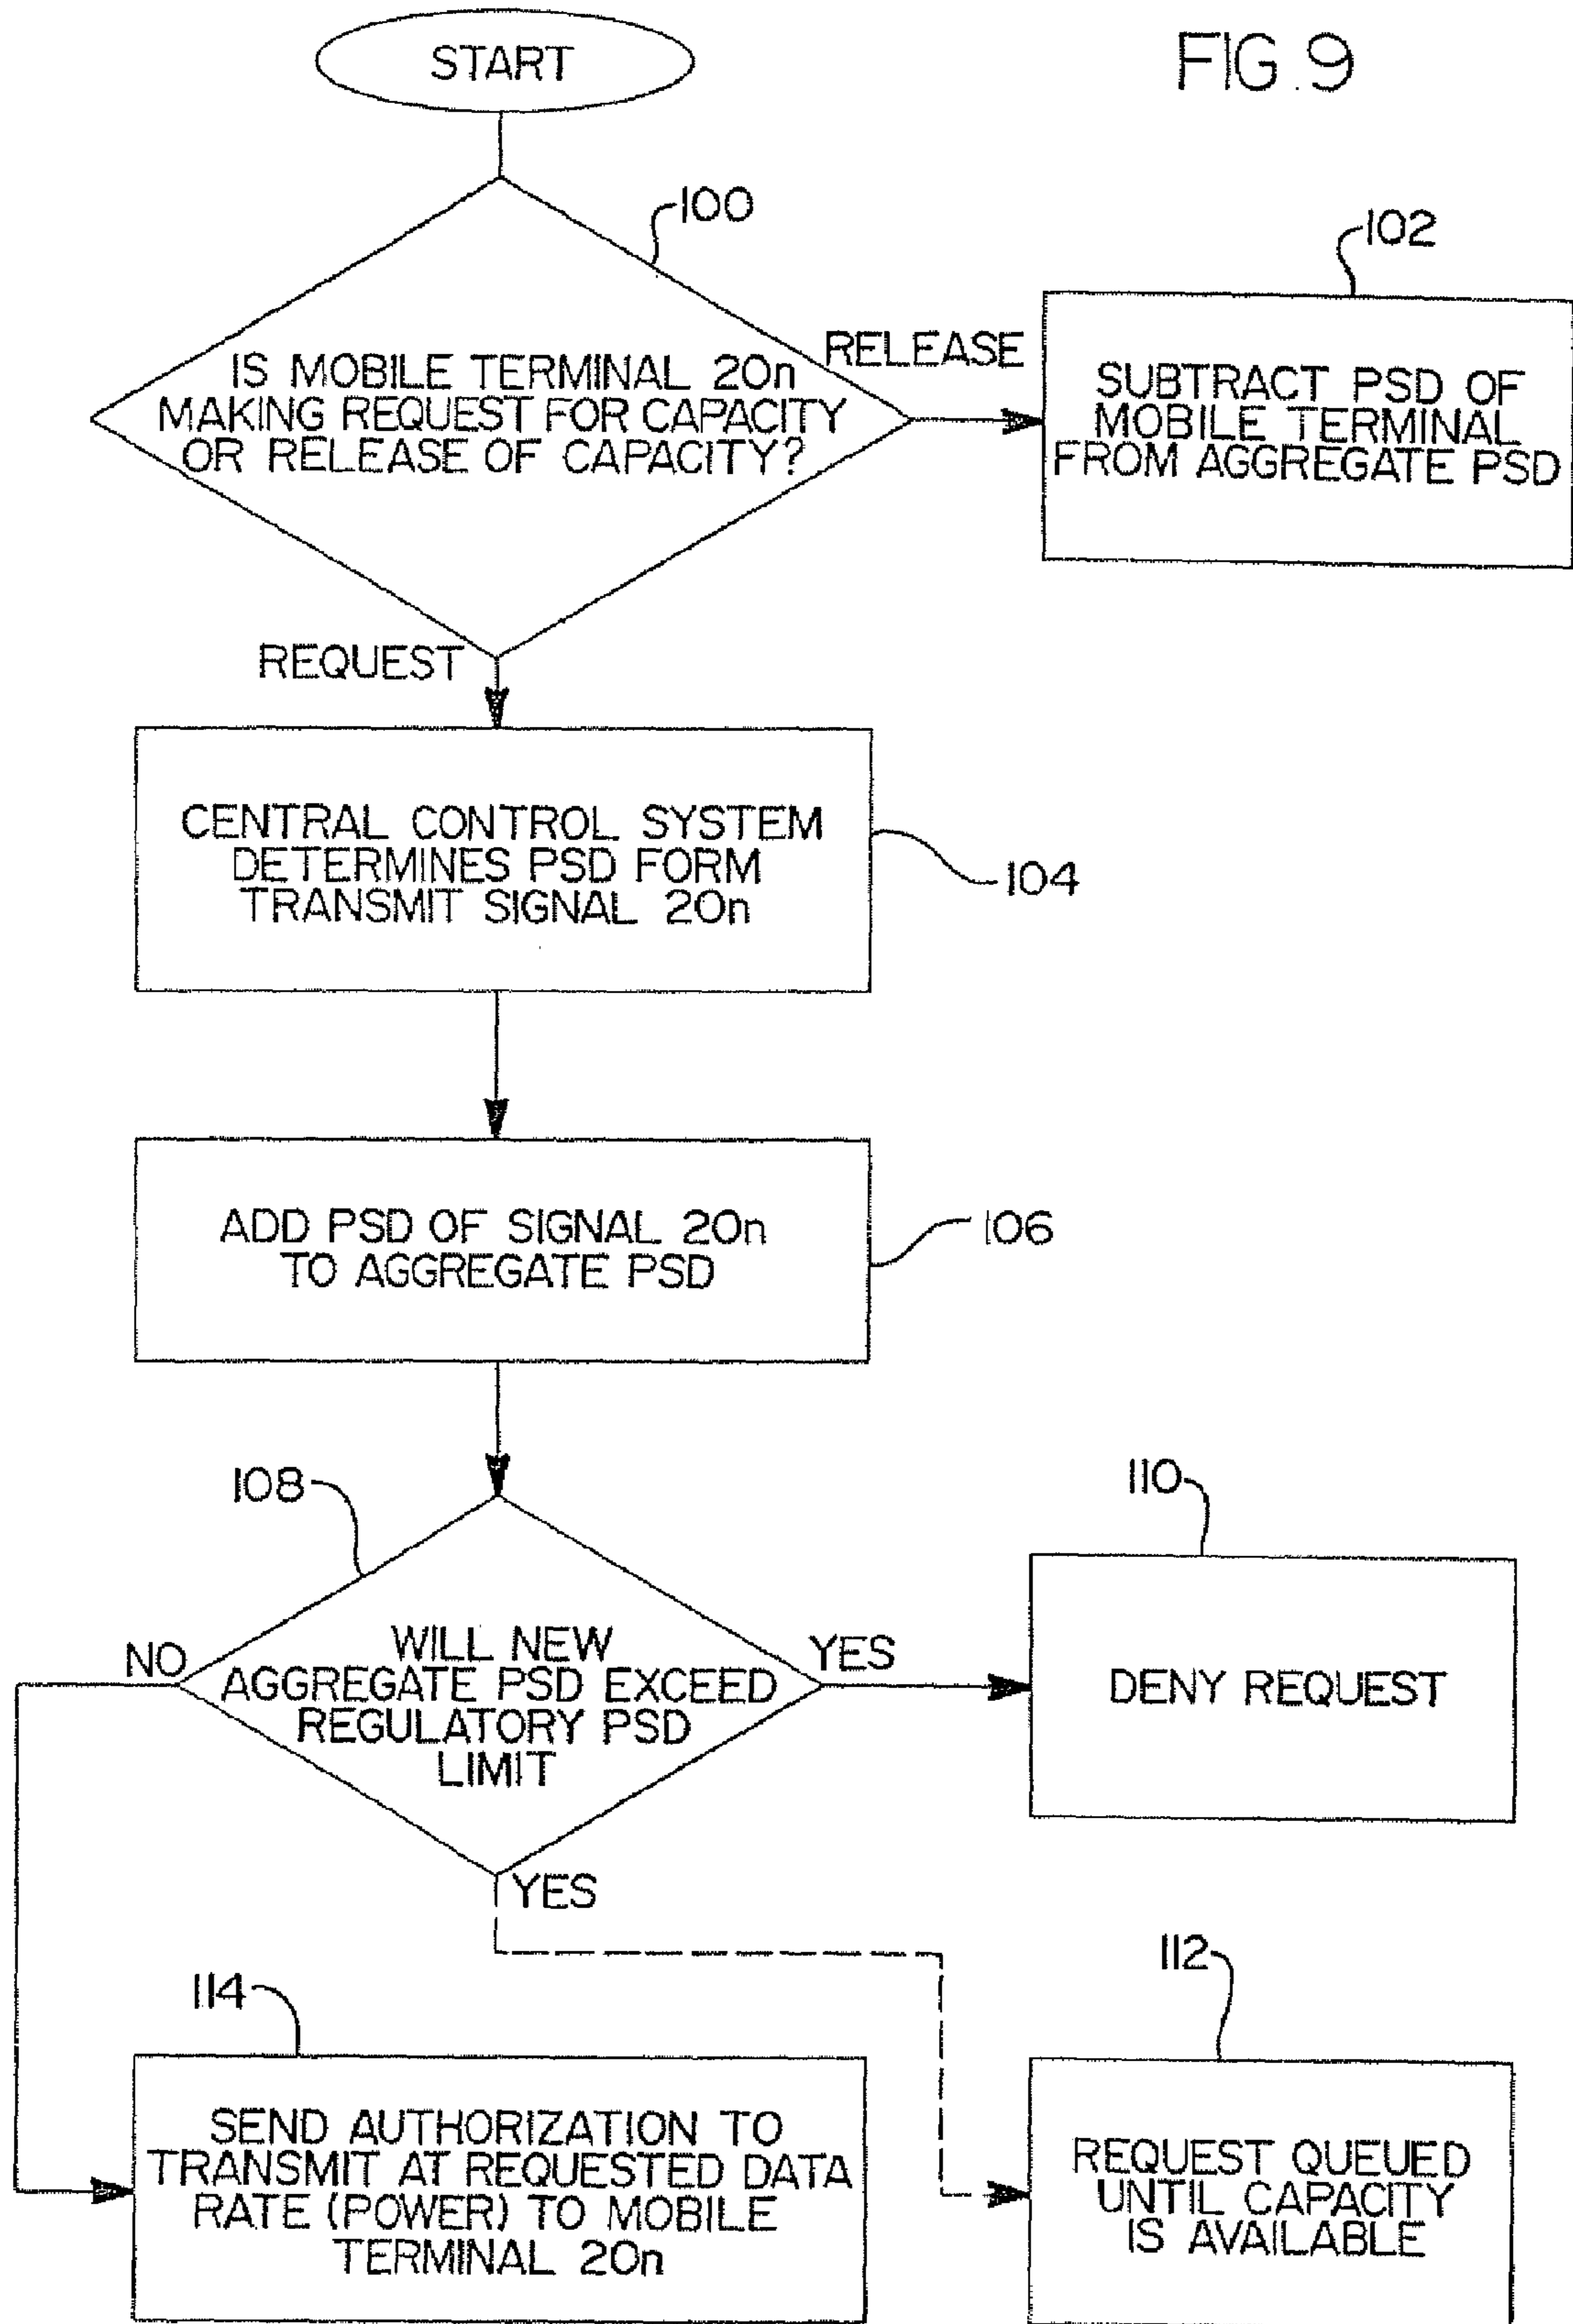 START
FIG.9
100
102
IS MOBILE TERMINAL 20n
MAKING REQUEST FOR CAPACITY
OR RELEASE OF CAPACITY?
RELEASE
SUBTRACT PSD OF
MOBILE TERMINAL
FROM AGGREGATE PSD
REQUEST
CENTRAL CONTROL SYSTEM
DETERMINES PSD FORM
TRANSMIT SIGNAL 20n
104
ADD PSD OF SIGNAL 20n
TO AGGREGATE PSD
106
108
110
NO
WILL NEW
AGGREGATE PSD EXCEED
REGULATORY PSD
LIMIT
YES
DENY REQUEST
YES
114
112
SEND AUTHORIZATION TO
TRANSMIT AT REQUESTED DATA
RATE (POWER) TO MOBILE
TERMINAL 20n
REQUEST QUEUED
UNTIL CAPACITY
IS AVAILABLE